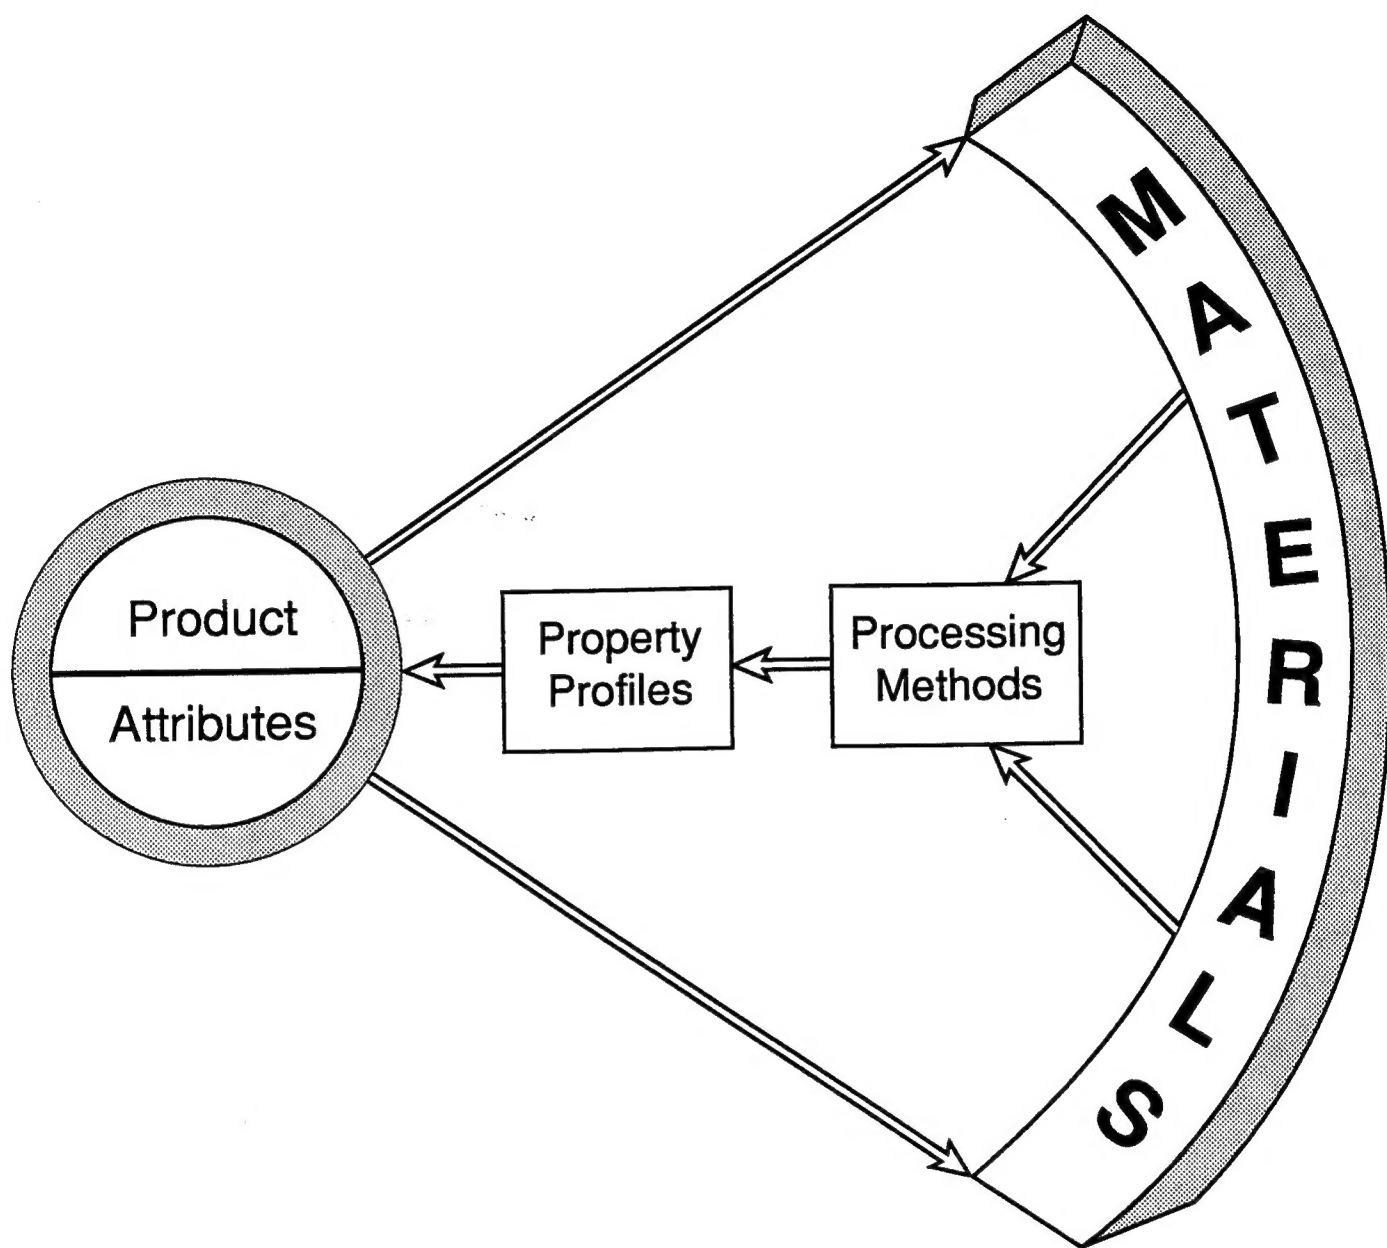 Product
Attributes
Property
Profiles
Processing
Methods
MATERIALS